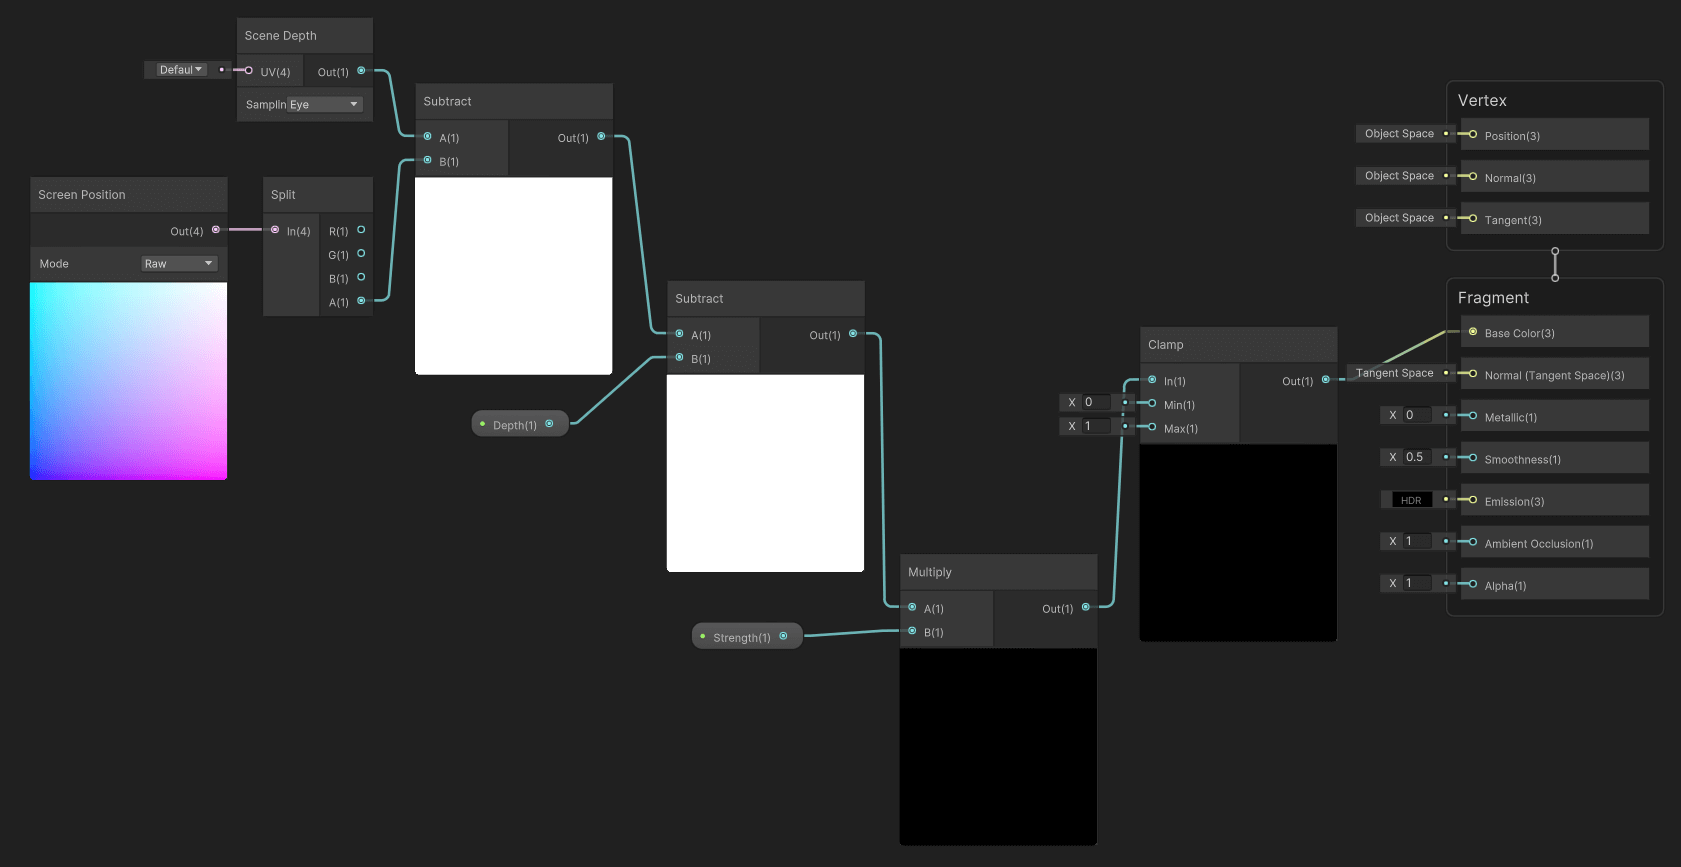 Scene Depth
Defaul
UV(4)
Out(1)
Samplin
Eye
Screen Position
Out(4)
Mode
Raw
Split
In(4)
R(1)
G(1)
B(1)
A(1)
Subtract
A(1)
B(1)
Out(1)
Depth(1)
Subtract
A(1)
B(1)
Out(1)
Strength(1)
Multiply
A(1)
B(1)
Out(1)
Clamp
In(1)
Out(1)
X 0
Min(1)
X 1
Max(1)
Vertex
Object Space
Position(3)
Object Space
Normal(3)
Object Space
Tangent(3)
Fragment
Base Color(3)
Tangent Space
Normal (Tangent Space)(3)
X 0
Metallic(1)
X 0.5
Smoothness(1)
HDR
Emission(3)
X 1
Ambient Occlusion(1)
X 1
Alpha(1)